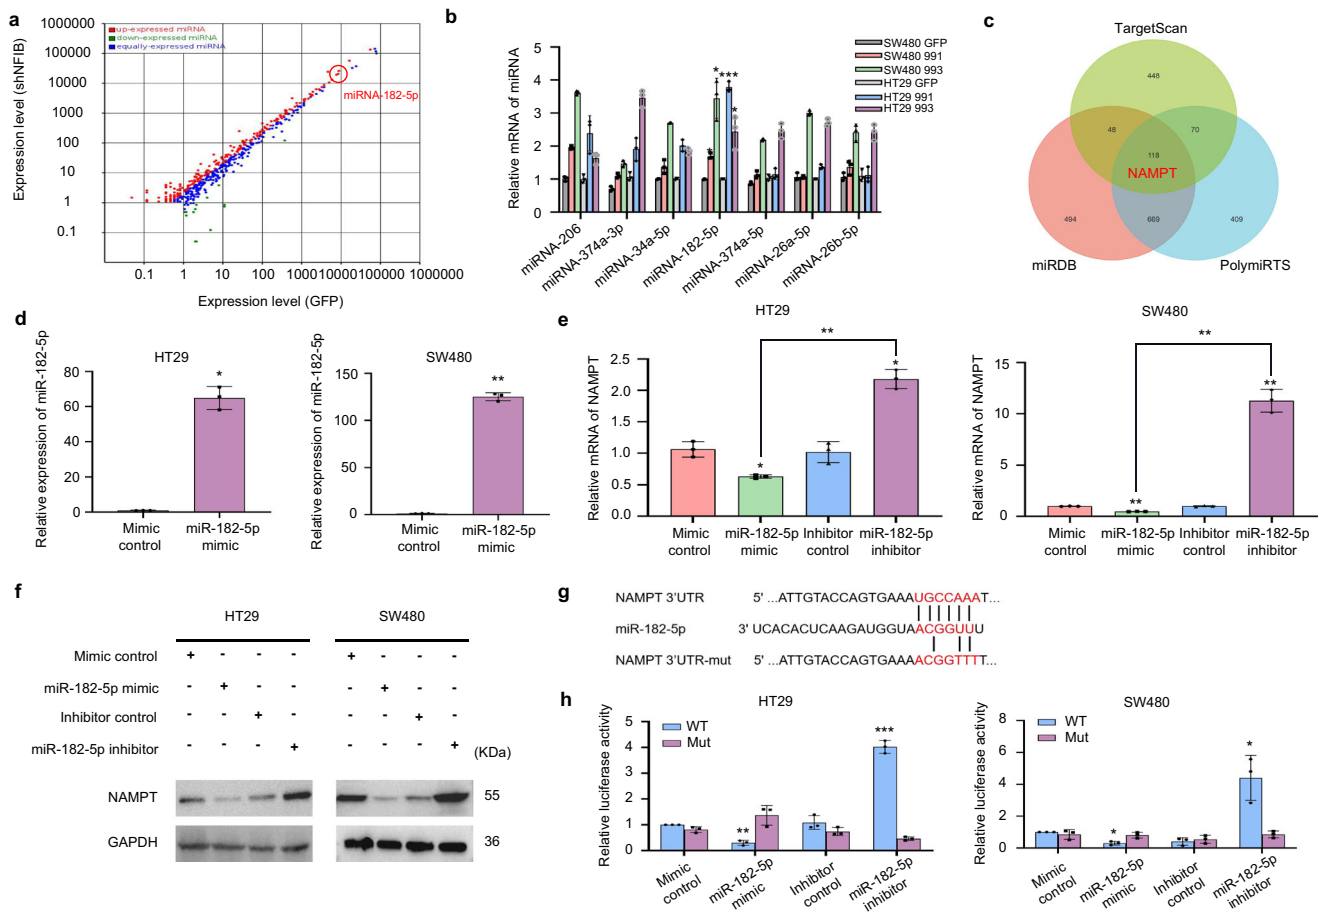 a
Expression level (shNFIB)
1000000
100000
10000
1000
100
10
1
0.1
up-expressed miRNA
down-expressed miRNA
equally-expressed miRNA
miRNA-182-5p
0.1 1 10 100 1000 10000 100000 1000000
Expression level (GFP)
b
Relative mRNA of miRNA
5
4
3
2
1
0
* *** * *
SW480 GFP
SW480 991
SW480 993
HT29 GFP
HT29 991
HT29 993
miRNA-206
miRNA-374a-3p
miRNA-34a-5p
miRNA-182-5p
miRNA-374a-5p
miRNA-26a-5p
miRNA-26b-5p
c
TargetScan
448
48 70
118
NAMPT
494 669 409
miRDB PolymiRTS
d
HT29
Relative expression of miR-182-5p
80
60
40
20
0
*
Mimic control
miR-182-5p mimic
SW480
Relative expression of miR-182-5p
150
100
50
0
**
Mimic control
miR-182-5p mimic
e
HT29
Relative mRNA of NAMPT
2.5
2.0
1.5
1.0
0.5
0.0
**
*
*
Mimic control
miR-182-5p mimic
Inhibitor control
miR-182-5p inhibitor
SW480
Relative mRNA of NAMPT
15
10
5
0
**
**
**
Mimic control
miR-182-5p mimic
Inhibitor control
miR-182-5p inhibitor
f
HT29 SW480
Mimic control + - - - + - - -
miR-182-5p mimic - + - - - + - -
Inhibitor control - - + - - - + -
miR-182-5p inhibitor - - - + - - - + (KDa)
NAMPT 55
GAPDH 36
g
NAMPT 3'UTR 5' ...ATTGTACCAGTGAAAUGCCAAAT...
miR-182-5p 3' UCACACUCAAGAUGGUAACGGUUU
NAMPT 3'UTR-mut 5' ...ATTGTACCAGTGAAAACGGTTTT...
h
HT29
Relative luciferase activity
5
4
3
2
1
0
WT
Mut
**
***
Mimic control
miR-182-5p mimic
Inhibitor control
miR-182-5p inhibitor
SW480
Relative luciferase activity
8
6
4
2
0
WT
Mut
*
*
Mimic control
miR-182-5p mimic
Inhibitor control
miR-182-5p inhibitor